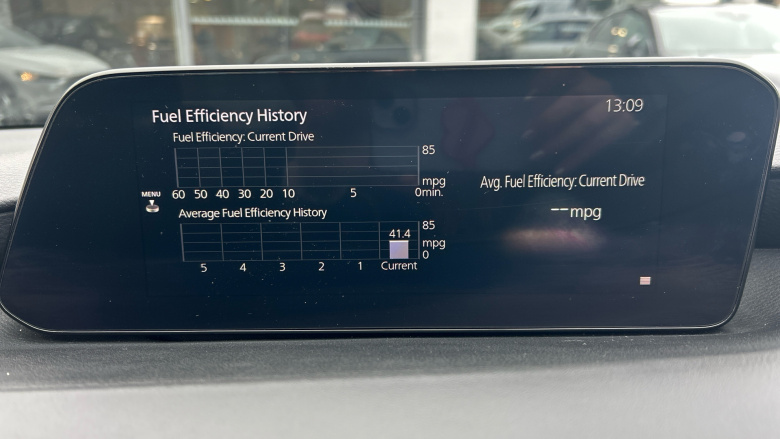 Fuel Efficiency History
13:09
Fuel Efficiency: Current Drive
85
mpg
60 50 40 30 20 10 5 0min.
MENU
Average Fuel Efficiency History
85
41.4
mpg
0
5 4 3 2 1 Current
Avg. Fuel Efficiency: Current Drive
--mpg